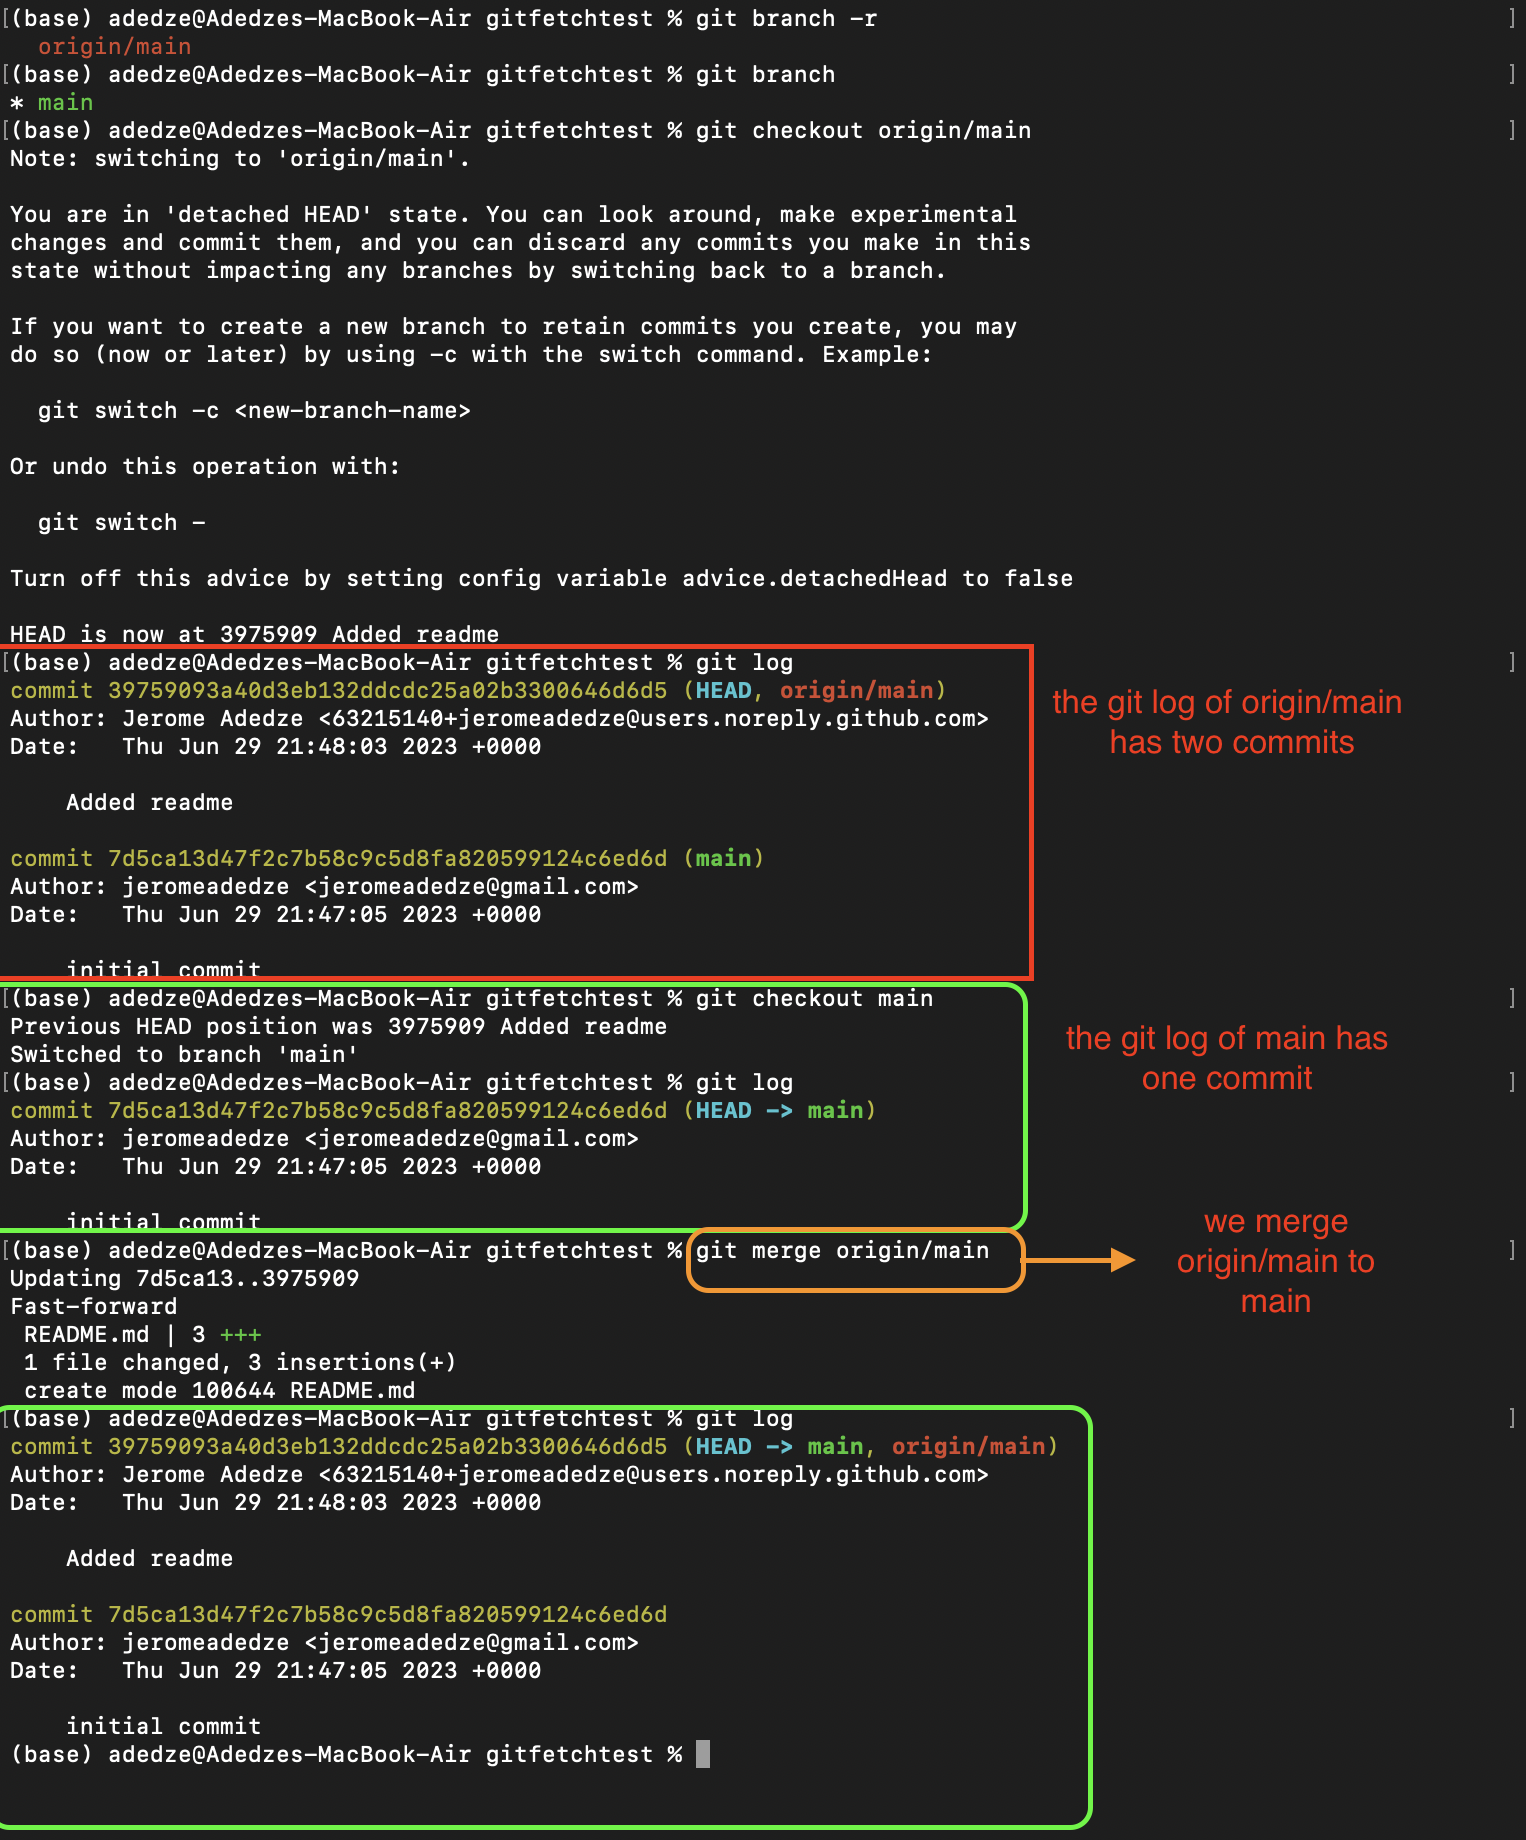 [(base) adedze@Adedzes-MacBook-Air gitfetchtest % git branch -r ]
origin/main
[(base) adedze@Adedzes-MacBook-Air gitfetchtest % git branch ]
* main
[(base) adedze@Adedzes-MacBook-Air gitfetchtest % git checkout origin/main ]
Note: switching to 'origin/main'.
You are in 'detached HEAD' state. You can look around, make experimental
changes and commit them, and you can discard any commits you make in this
state without impacting any branches by switching back to a branch.
If you want to create a new branch to retain commits you create, you may
do so (now or later) by using -c with the switch command. Example:
git switch -c <new-branch-name>
Or undo this operation with:
git switch -
Turn off this advice by setting config variable advice.detachedHead to false
HEAD is now at 3975909 Added readme
[(base) adedze@Adedzes-MacBook-Air gitfetchtest % git log ]
commit 39759093a40d3eb132ddcdc25a02b3300646d6d5 (HEAD, origin/main)
Author: Jerome Adedze <63215140+jeromeadedze@users.noreply.github.com>
Date:   Thu Jun 29 21:48:03 2023 +0000
the git log of origin/main
has two commits
Added readme
commit 7d5ca13d47f2c7b58c9c5d8fa820599124c6ed6d (main)
Author: jeromeadedze <jeromeadedze@gmail.com>
Date:   Thu Jun 29 21:47:05 2023 +0000
initial commit
[(base) adedze@Adedzes-MacBook-Air gitfetchtest % git checkout main ]
Previous HEAD position was 3975909 Added readme
Switched to branch 'main'
the git log of main has
one commit
[(base) adedze@Adedzes-MacBook-Air gitfetchtest % git log ]
commit 7d5ca13d47f2c7b58c9c5d8fa820599124c6ed6d (HEAD -> main)
Author: jeromeadedze <jeromeadedze@gmail.com>
Date:   Thu Jun 29 21:47:05 2023 +0000
initial commit
[(base) adedze@Adedzes-MacBook-Air gitfetchtest % git merge origin/main ]
we merge
origin/main to
main
Updating 7d5ca13..3975909
Fast-forward
README.md | 3 +++
1 file changed, 3 insertions(+)
create mode 100644 README.md
[(base) adedze@Adedzes-MacBook-Air gitfetchtest % git log ]
commit 39759093a40d3eb132ddcdc25a02b3300646d6d5 (HEAD -> main, origin/main)
Author: Jerome Adedze <63215140+jeromeadedze@users.noreply.github.com>
Date:   Thu Jun 29 21:48:03 2023 +0000
Added readme
commit 7d5ca13d47f2c7b58c9c5d8fa820599124c6ed6d
Author: jeromeadedze <jeromeadedze@gmail.com>
Date:   Thu Jun 29 21:47:05 2023 +0000
initial commit
(base) adedze@Adedzes-MacBook-Air gitfetchtest %